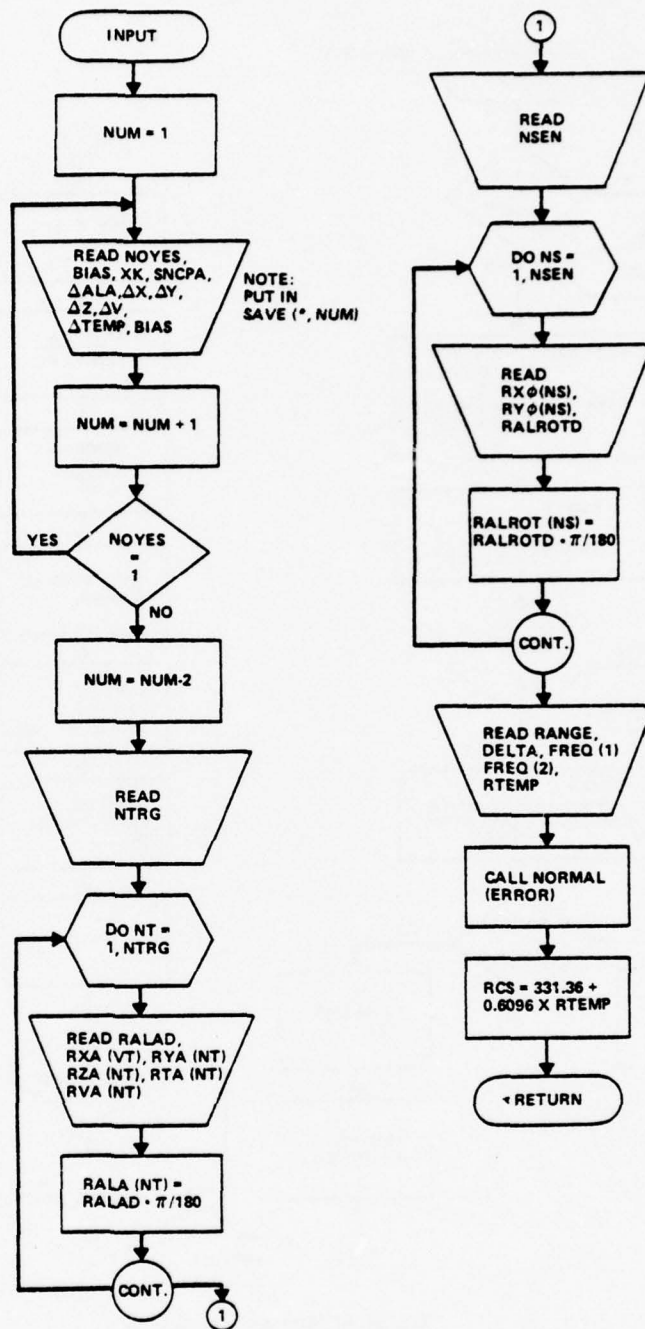 INPUT
NUM = 1
READ NOYES,
BIAS, XK, SNCPA,
ΔALA, ΔX, ΔY,
ΔZ, ΔV,
ΔTEMP, BIAS
NOTE:
PUT IN
SAVE (*, NUM)
NUM = NUM + 1
NOYES
=
1
YES
NO
NUM = NUM-2
READ
NTRG
DO NT =
1, NTRG
READ RALAD,
RXA (VT), RYA (NT)
RZA (NT), RTA (NT)
RVA (NT)
RALA (NT) =
RALAD · π/180
CONT.
1
1
READ
NSEN
DO NS =
1, NSEN
READ
RXϕ(NS),
RYϕ(NS),
RALROTD
RALROT (NS) =
RALROTD · π/180
CONT.
READ RANGE,
DELTA, FREQ (1)
FREQ (2),
RTEMP
CALL NORMAL
(ERROR)
RCS = 331.36 +
0.6096 X RTEMP
RETURN